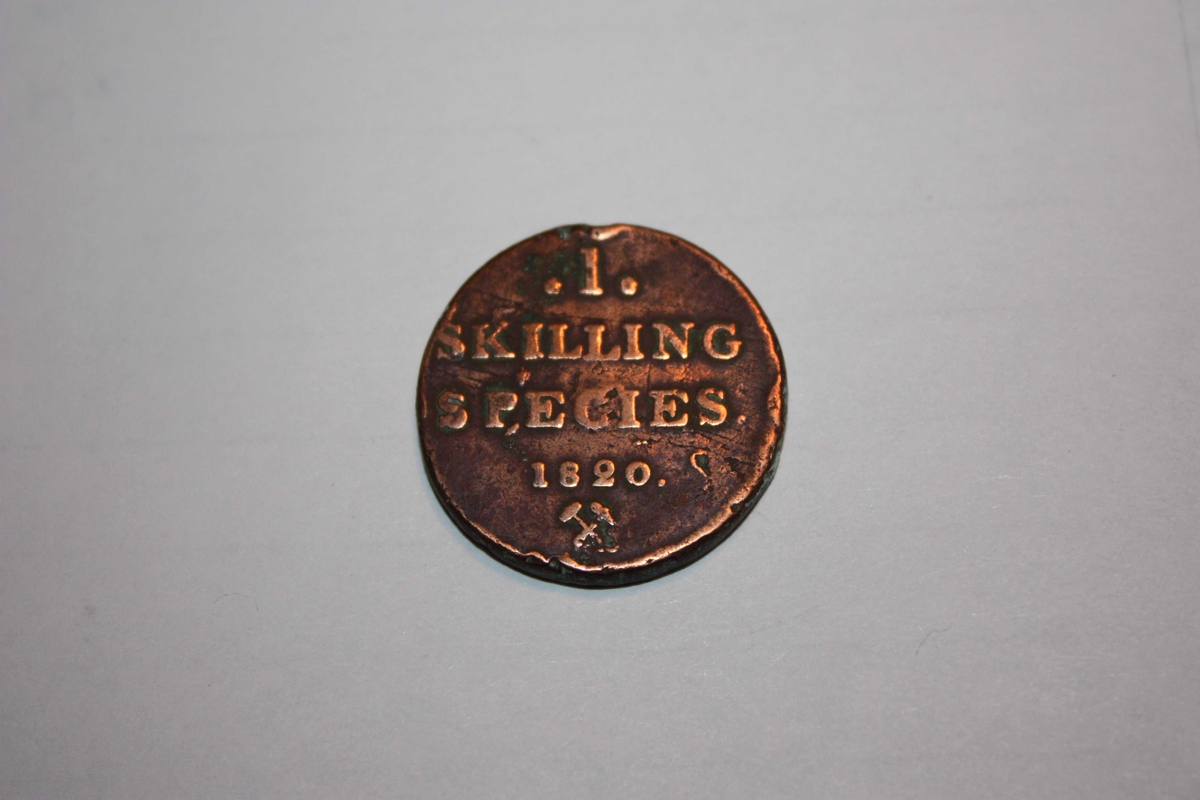 .1.
SKILLING
SPECIES.
1820.